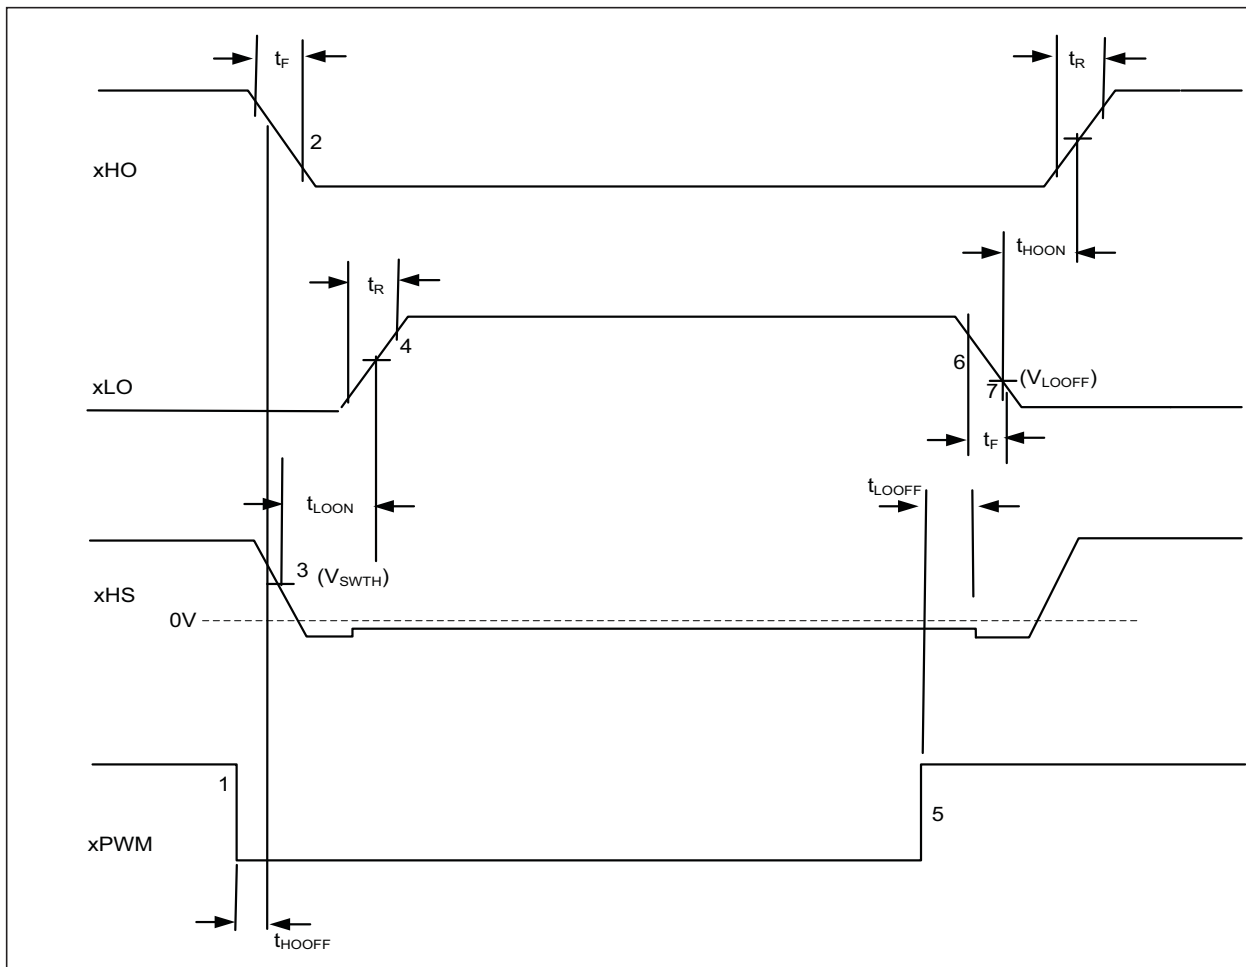 tF
tR
2
xHO
tHOON
tR
4
6
(VLOOFF)
7
xLO
tF
tLOOFF
tLOON
3
(VSWTH)
xHS
0V
1
5
xPWM
tHOOFF